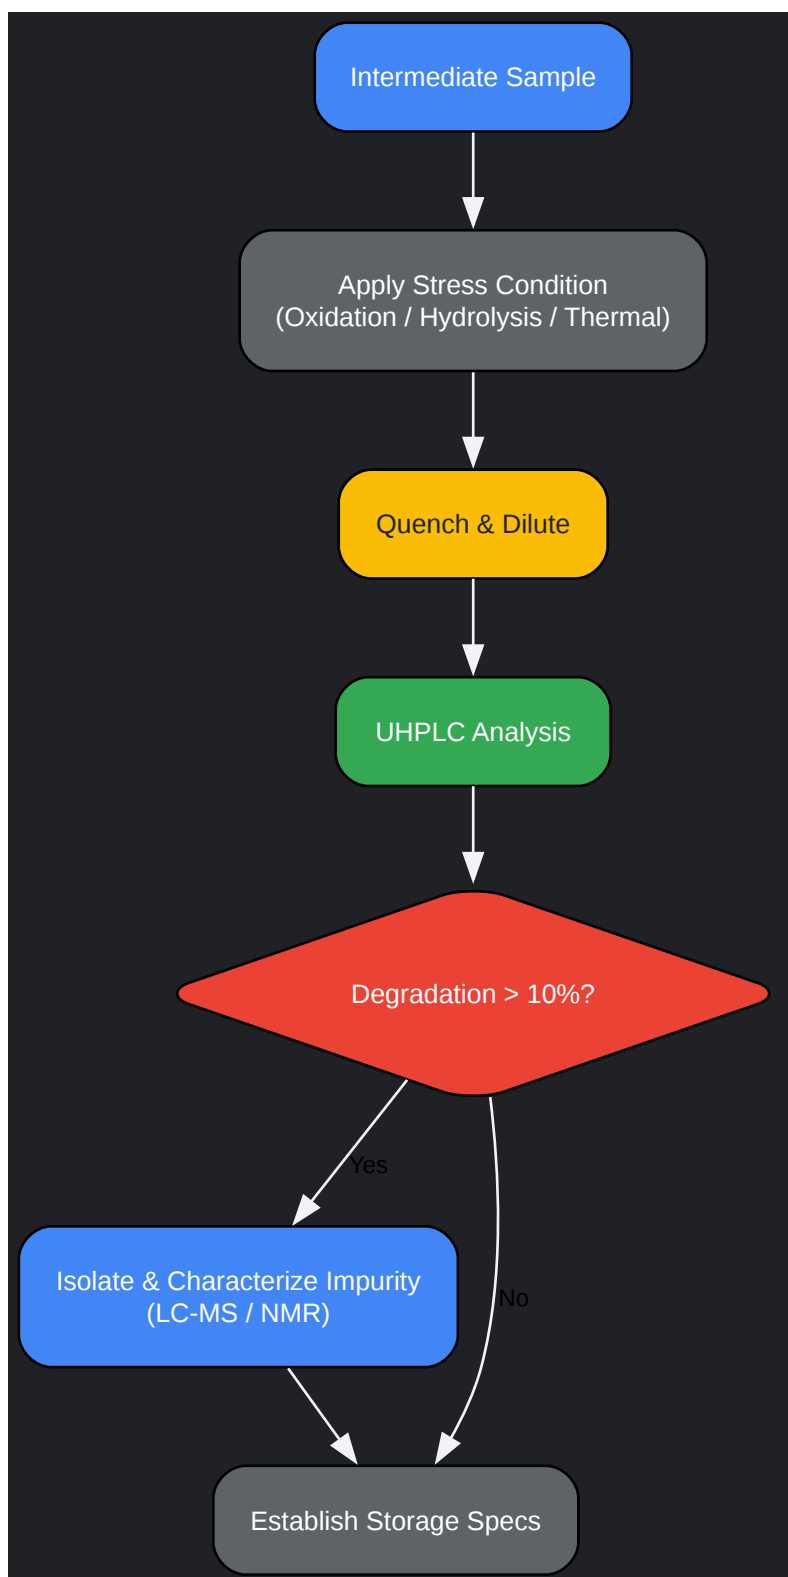 Intermediate Sample
Apply Stress Condition
(Oxidation / Hydrolysis / Thermal)
Quench & Dilute
UHPLC Analysis
Degradation > 10%?
Yes
Isolate & Characterize Impurity
(LC-MS / NMR)
No
Establish Storage Specs